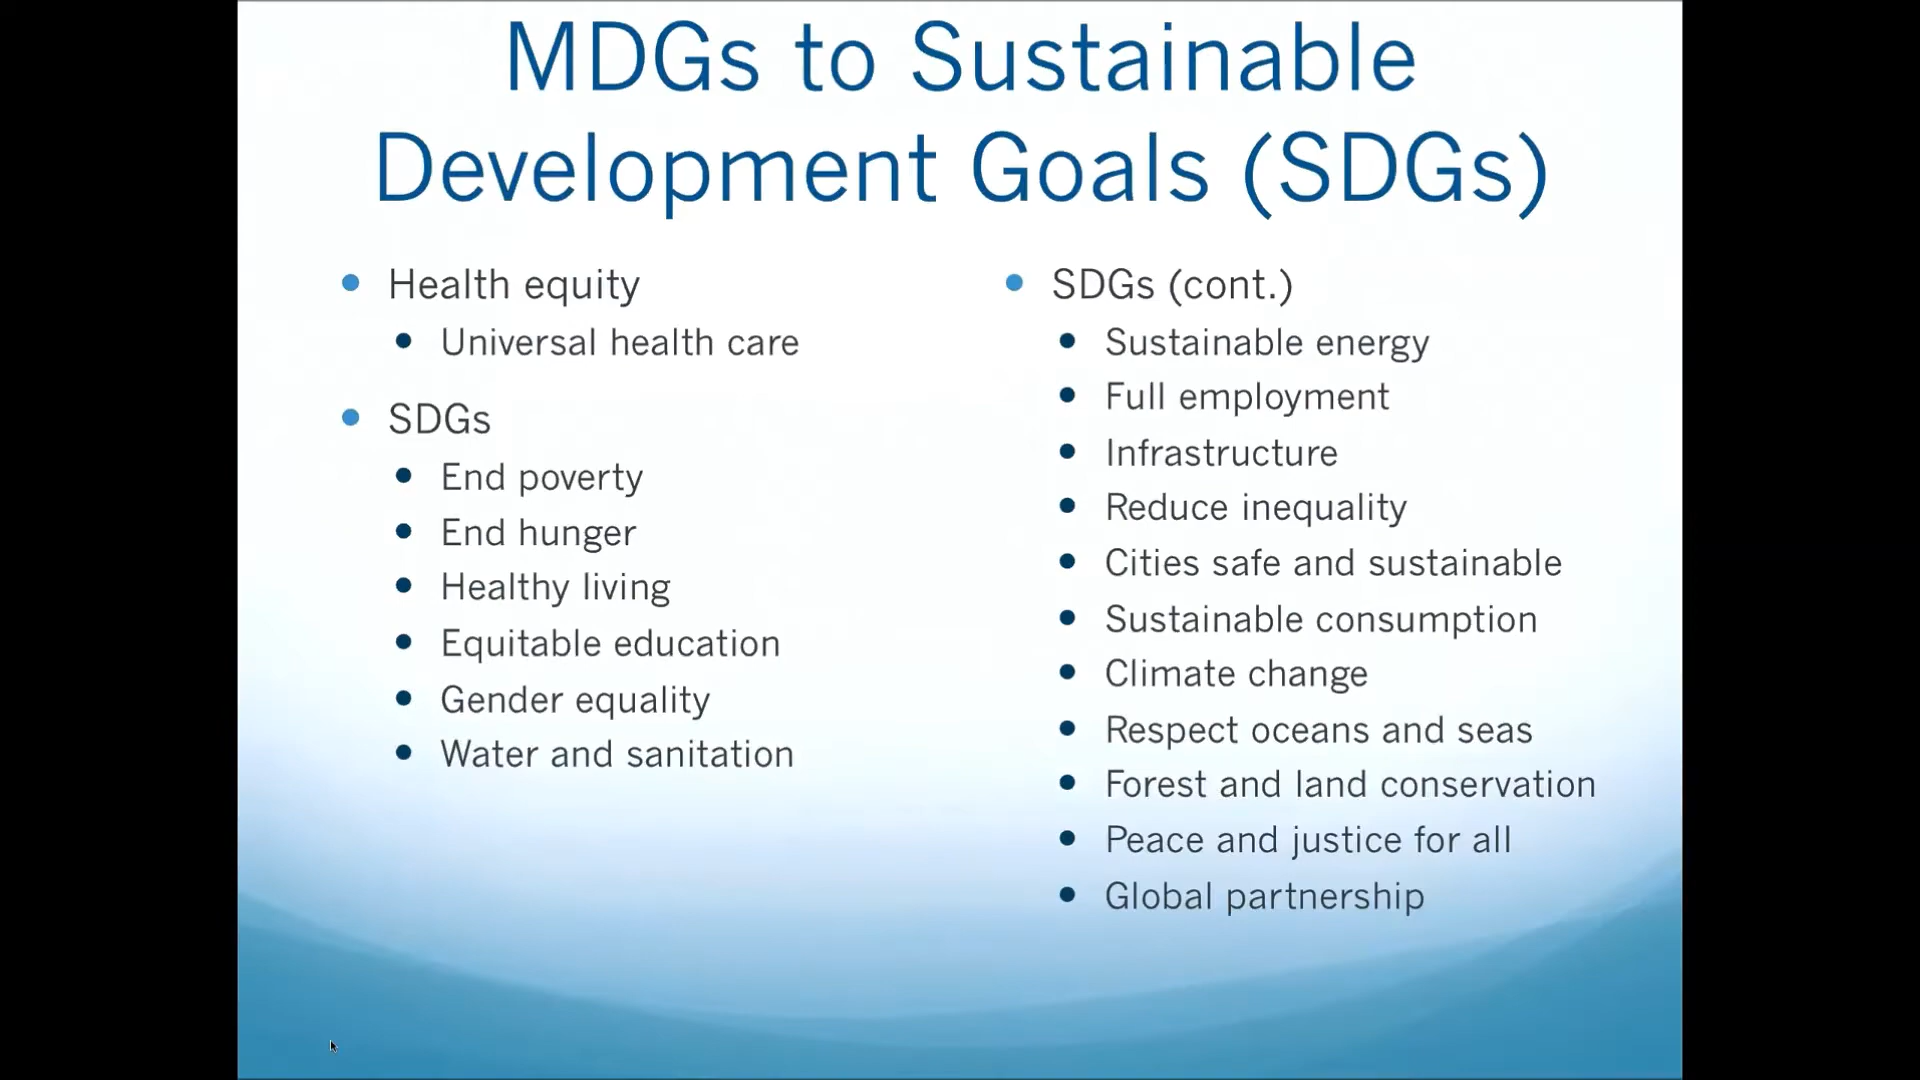 MDGs to Sustainable
Development Goals (SDGs)
Health equity
Universal health care
SDGs
End poverty
End hunger
Healthy living
Equitable education
Gender equality
Water and sanitation
SDGs (cont.)
Sustainable energy
Full employment
Infrastructure
Reduce inequality
Cities safe and sustainable
Sustainable consumption
Climate change
Respect oceans and seas
Forest and land conservation
Peace and justice for all
Global partnership